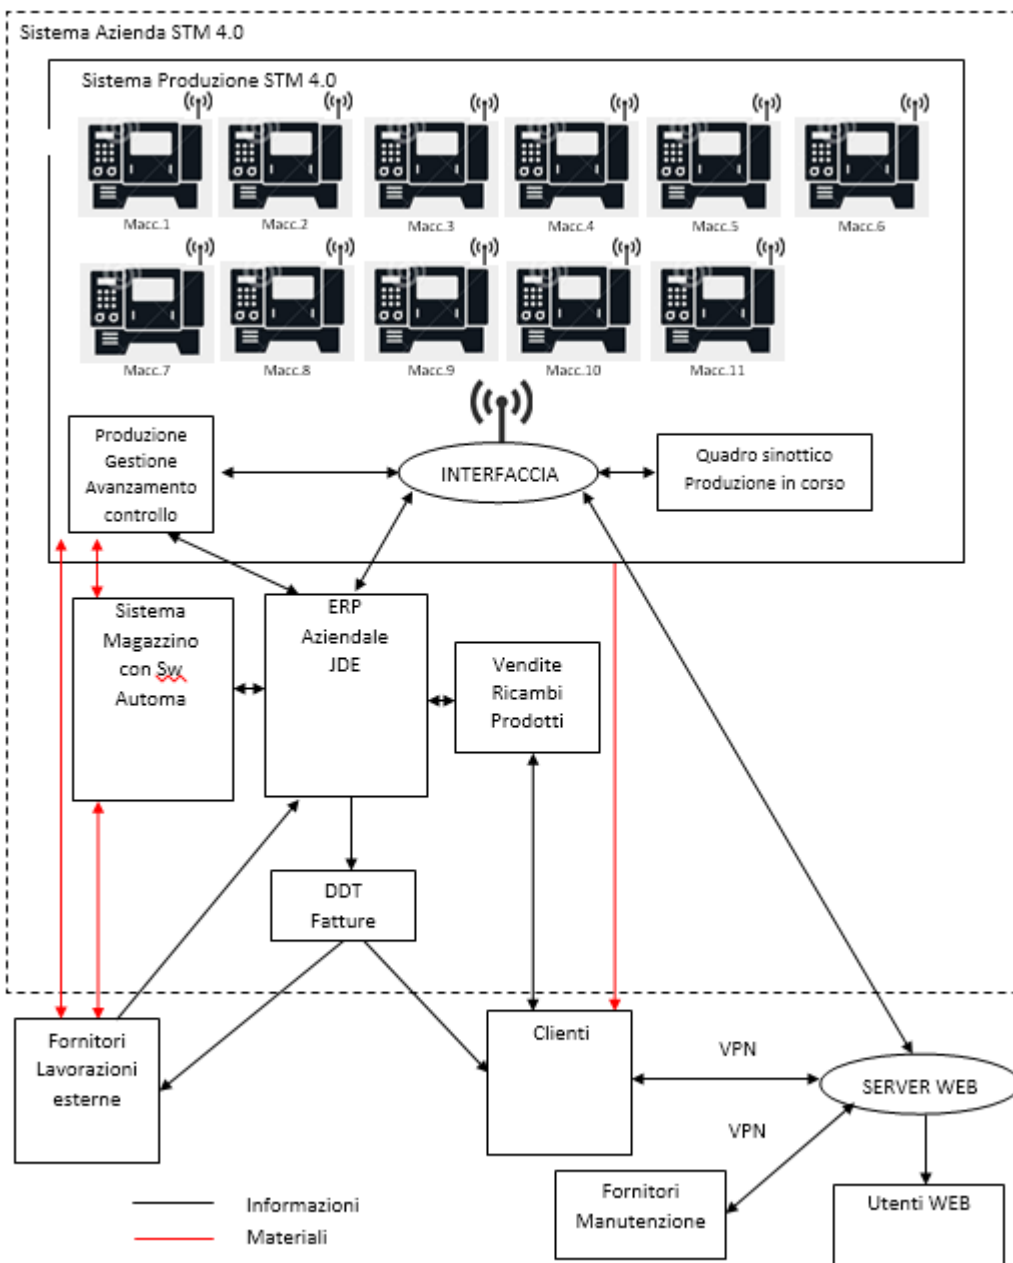 Sistema Azienda STM 4.0
Sistema Produzione STM 4.0
Macc.1
Macc.2
Macc.3
Macc.4
Macc.5
Macc.6
Macc.7
Macc.8
Macc.9
Macc.10
Macc.11
Produzione
Gestione
Avanzamento
controllo
INTERFACCIA
Quadro sinottico
Produzione in corso
Sistema
Magazzino
con Sw
Automa
ERP
Aziendale
JDE
Vendite
Ricambi
Prodotti
DDT
Fatture
Fornitori
Lavorazioni
esterne
Clienti
VPN
SERVER WEB
VPN
Fornitori
Manutenzione
Utenti WEB
Informazioni
Materiali